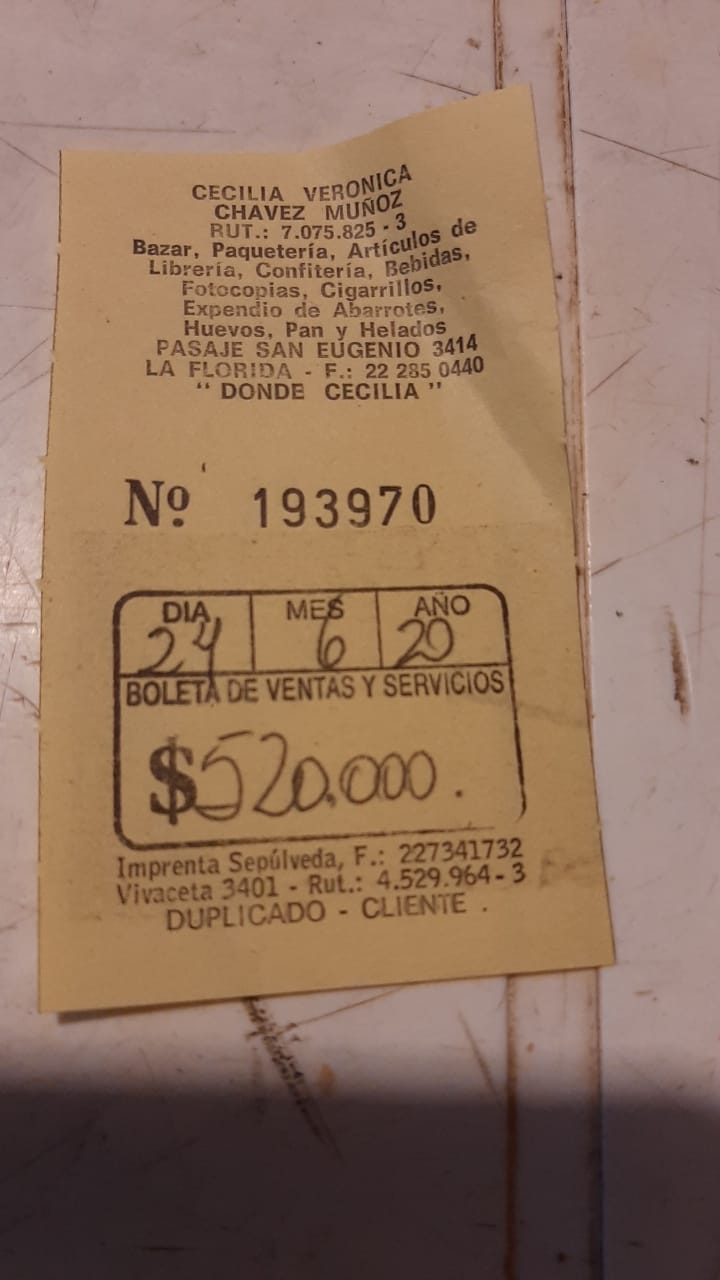 CECILIA VERONICA
CHAVEZ MUÑOZ
RUT.: 7.075.825 - 3
Bazar, Paquetería, Artículos de
Librería, Confitería, Bebidas,
Fotocopias, Cigarrillos,
Expendio de Abarrotes,
Huevos, Pan y Helados
PASAJE SAN EUGENIO 3414
LA FLORIDA - F.: 22 285 0440
“ DONDE CECILIA ”
Nº 193970
DIA MES AÑO
24 6 20
BOLETA DE VENTAS Y SERVICIOS
$520.000.
Imprenta Sepúlveda, F.: 227341732
Vivaceta 3401 - Rut.: 4.529.964-3
DUPLICADO - CLIENTE .